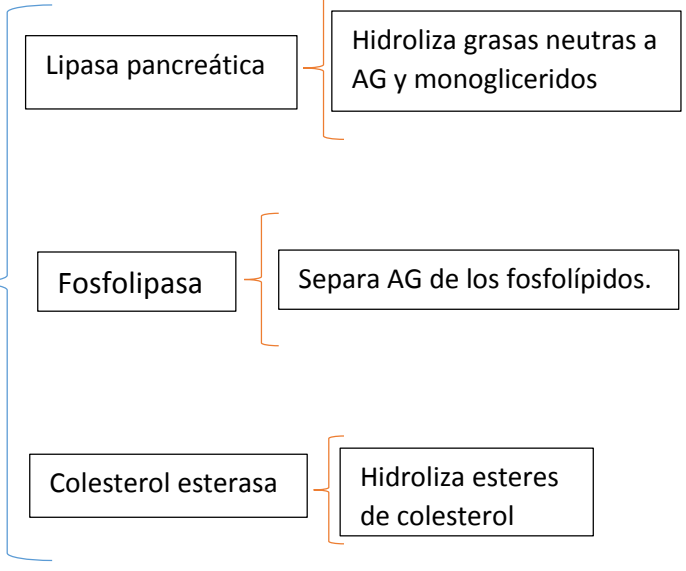 Lipasa pancreática
Hidroliza grasas neutras a
AG y monogliceridos
Fosfolipasa
Separa AG de los fosfolípidos.
Colesterol esterasa
Hidroliza esteres
de colesterol